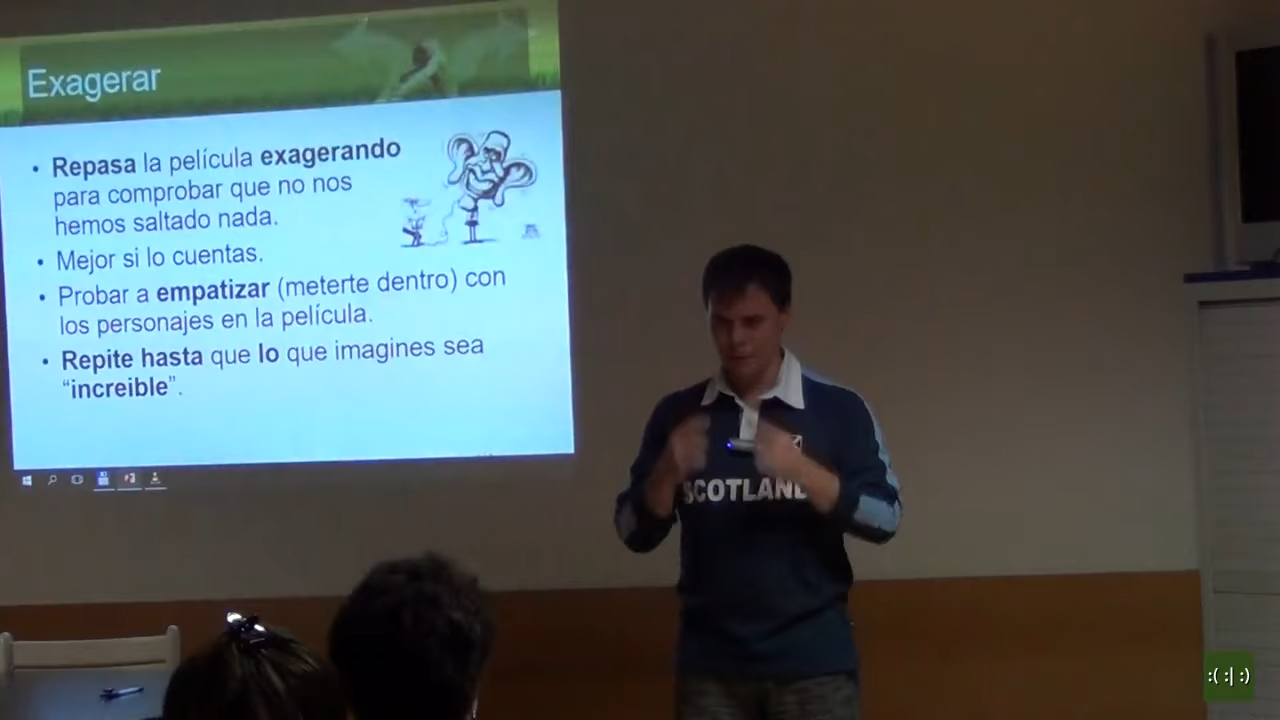 Exagerar
• Repasa la película exagerando
para comprobar que no nos
hemos saltado nada.
• Mejor si lo cuentas.
• Probar a empatizar (meterte dentro) con
los personajes en la película.
• Repite hasta que lo que imagines sea
“increible”.
SCOTLAND
:( :| :)